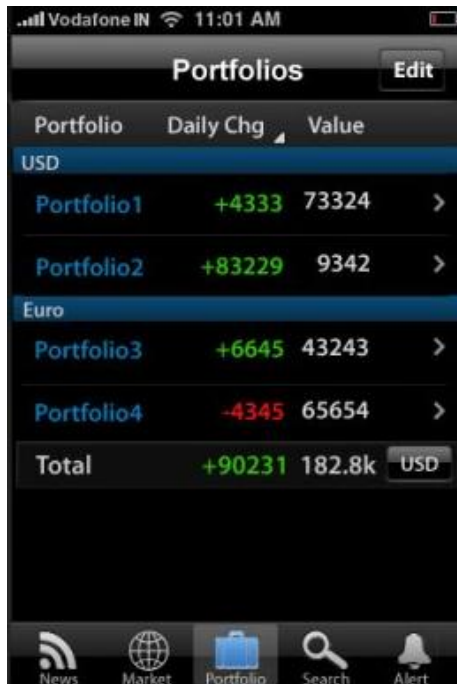 Vodafone IN 11:01 AM
Portfolios Edit
Portfolio Daily Chg Value
USD
Portfolio1 +4333 73324
Portfolio2 +83229 9342
Euro
Portfolio3 +6645 43243
Portfolio4 -4345 65654
Total +90231 182.8k USD
News Market Portfolio Search Alert